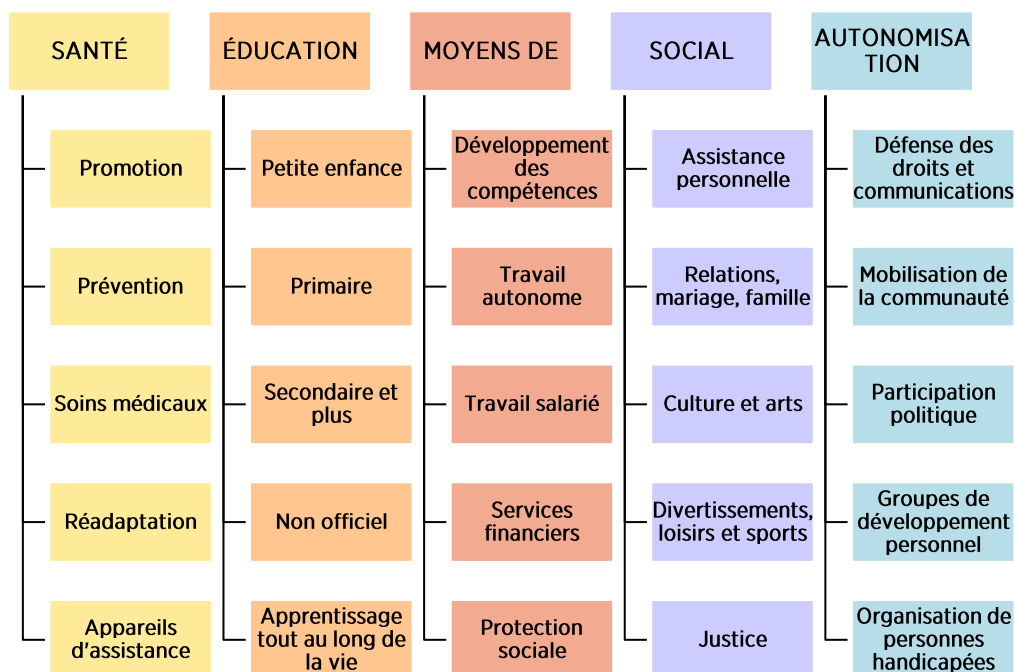 SANTÉ
Promotion
Prévention
Soins médicaux
Réadaptation
Appareils
d'assistance
ÉDUCATION
Petite enfance
Primaire
Secondaire et
plus
Non officiel
Apprentissage
tout au long de
la vie
MOYENS DE
Développement
des
compétences
Travail
autonome
Travail salarié
Services
financiers
Protection
sociale
SOCIAL
Assistance
personnelle
Relations,
mariage, famille
Culture et arts
Divertissements,
loisirs et sports
Justice
AUTONOMISA
TION
Défense des
droits et
communications
Mobilisation de
la communauté
Participation
politique
Groupes de
développement
personnel
Organisation de
personnes
handicapées